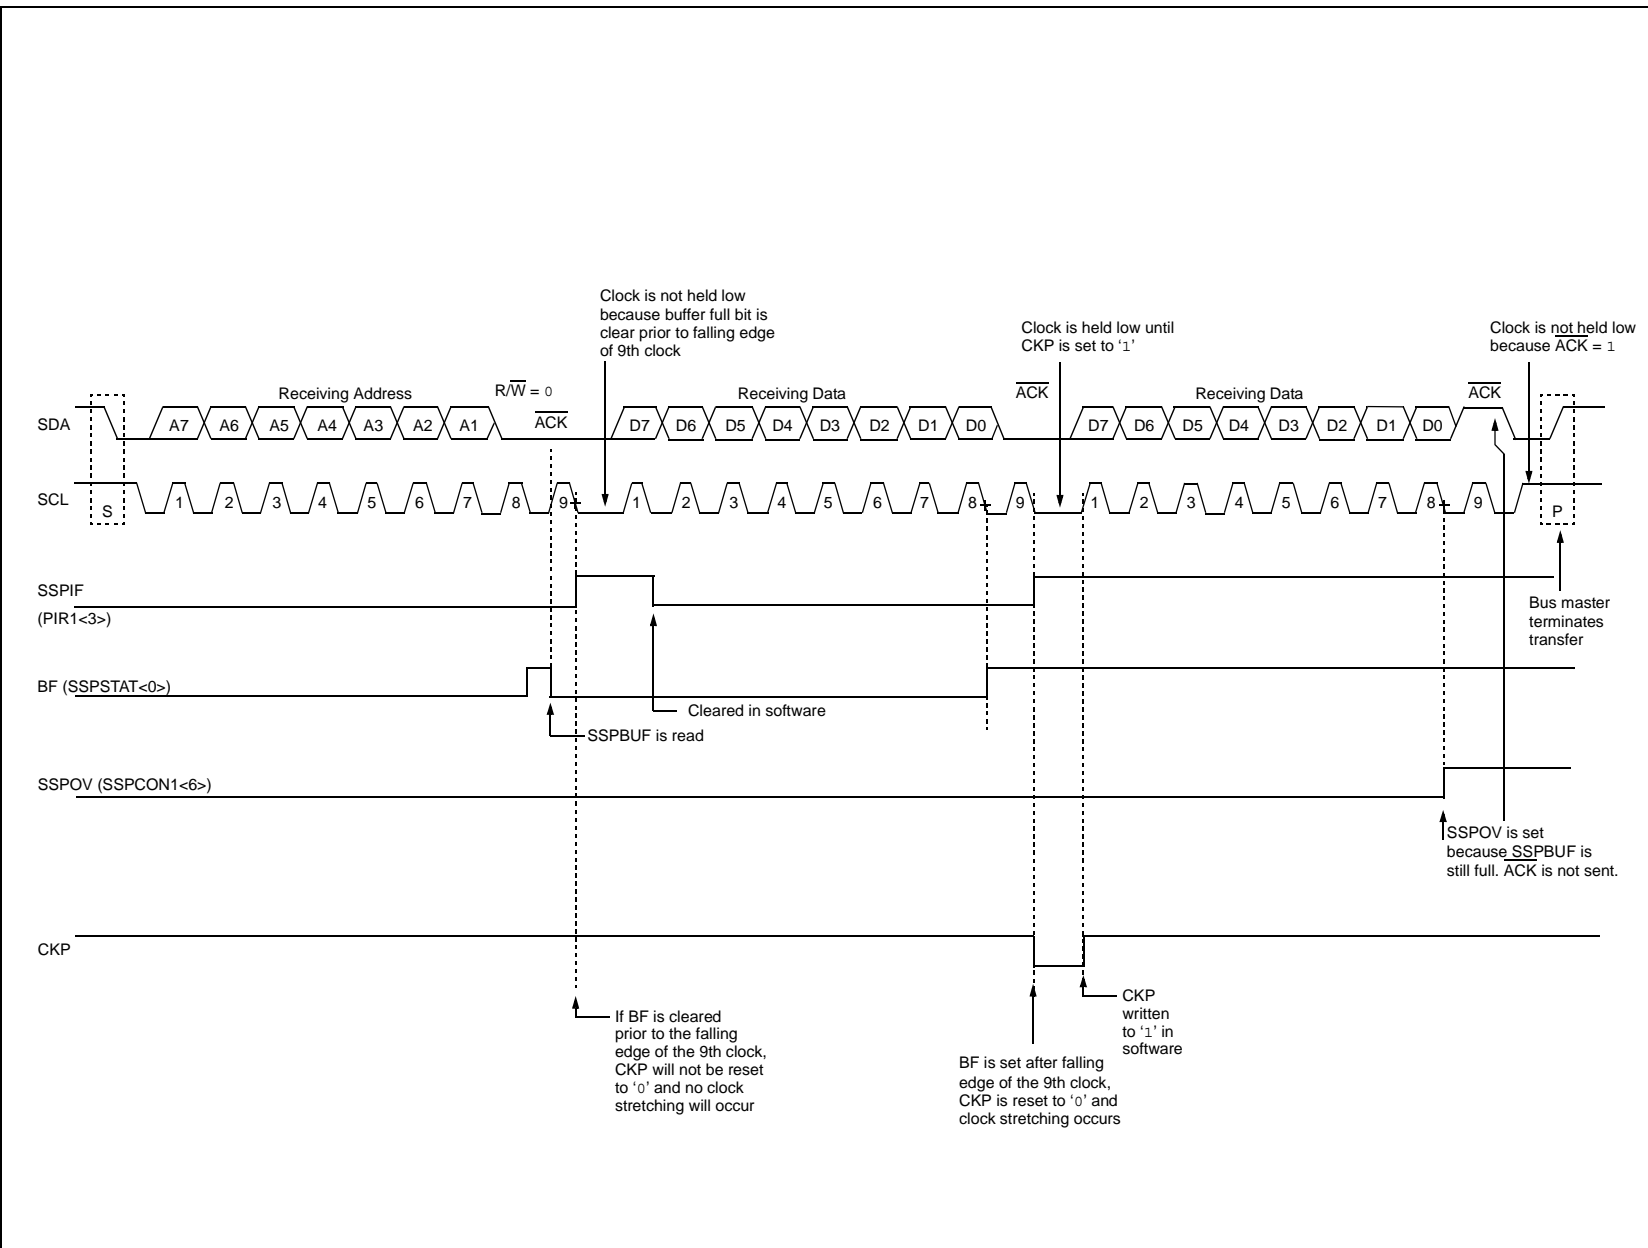 Clock is not held low
because buffer full bit is
clear prior to falling edge
of 9th clock
Clock is held low until
CKP is set to ‘1’
Clock is not held low
because ACK = 1
Receiving Address
R/W = 0
ACK
Receiving Data
ACK
Receiving Data
ACK
SDA
A7 A6 A5 A4 A3 A2 A1
D7 D6 D5 D4 D3 D2 D1 D0
D7 D6 D5 D4 D3 D2 D1 D0
SCL
S
1 2 3 4 5 6 7 8 9
1 2 3 4 5 6 7 8 9
1 2 3 4 5 6 7 8 9
P
SSPIF
(PIR1<3>)
Bus master
terminates
transfer
BF (SSPSTAT<0>)
Cleared in software
SSPBUF is read
SSPOV (SSPCON1<6>)
SSPOV is set
because SSPBUF is
still full. ACK is not sent.
CKP
CKP
written
to ‘1’ in
software
If BF is cleared
prior to the falling
edge of the 9th clock,
CKP will not be reset
to ‘0’ and no clock
stretching will occur
BF is set after falling
edge of the 9th clock,
CKP is reset to ‘0’ and
clock stretching occurs